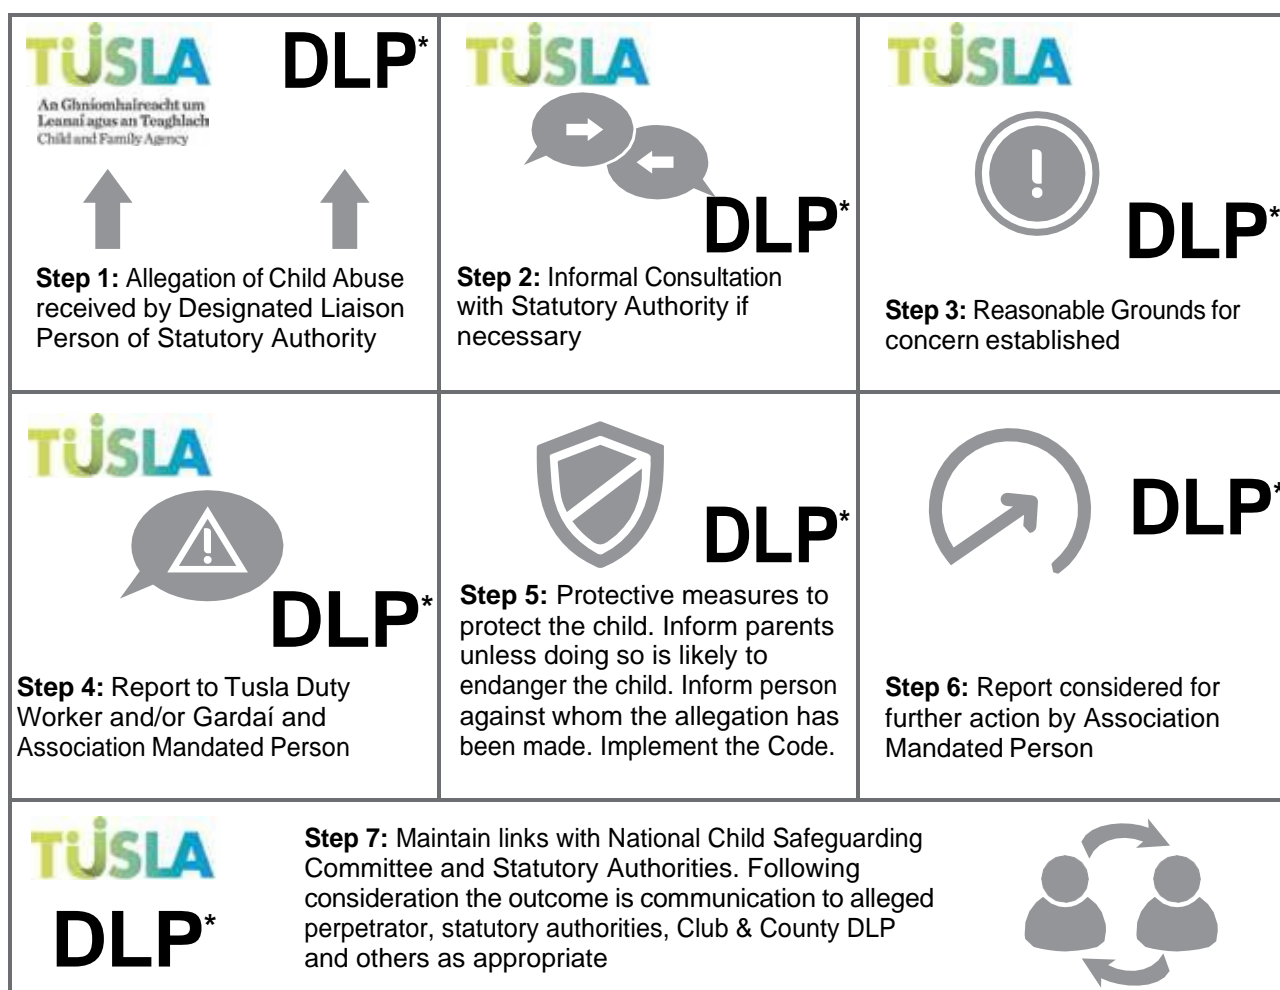 TUSLA
DLP*
An Ghníomhaireacht um
Leanaí agus an Teaghlach
Child and Family Agency
Step 1: Allegation of Child Abuse
received by Designated Liaison
Person of Statutory Authority
TUSLA
DLP*
Step 2: Informal Consultation
with Statutory Authority if
necessary
TUSLA
!
DLP*
Step 3: Reasonable Grounds for
concern established
TUSLA
!
DLP*
Step 4: Report to Tusla Duty
Worker and/or Gardaí and
Association Mandated Person
DLP*
Step 5: Protective measures to
protect the child. Inform parents
unless doing so is likely to
endanger the child. Inform person
against whom the allegation has
been made. Implement the Code.
DLP*
Step 6: Report considered for
further action by Association
Mandated Person
TUSLA
DLP*
Step 7: Maintain links with National Child Safeguarding
Committee and Statutory Authorities. Following
consideration the outcome is communication to alleged
perpetrator, statutory authorities, Club & County DLP
and others as appropriate